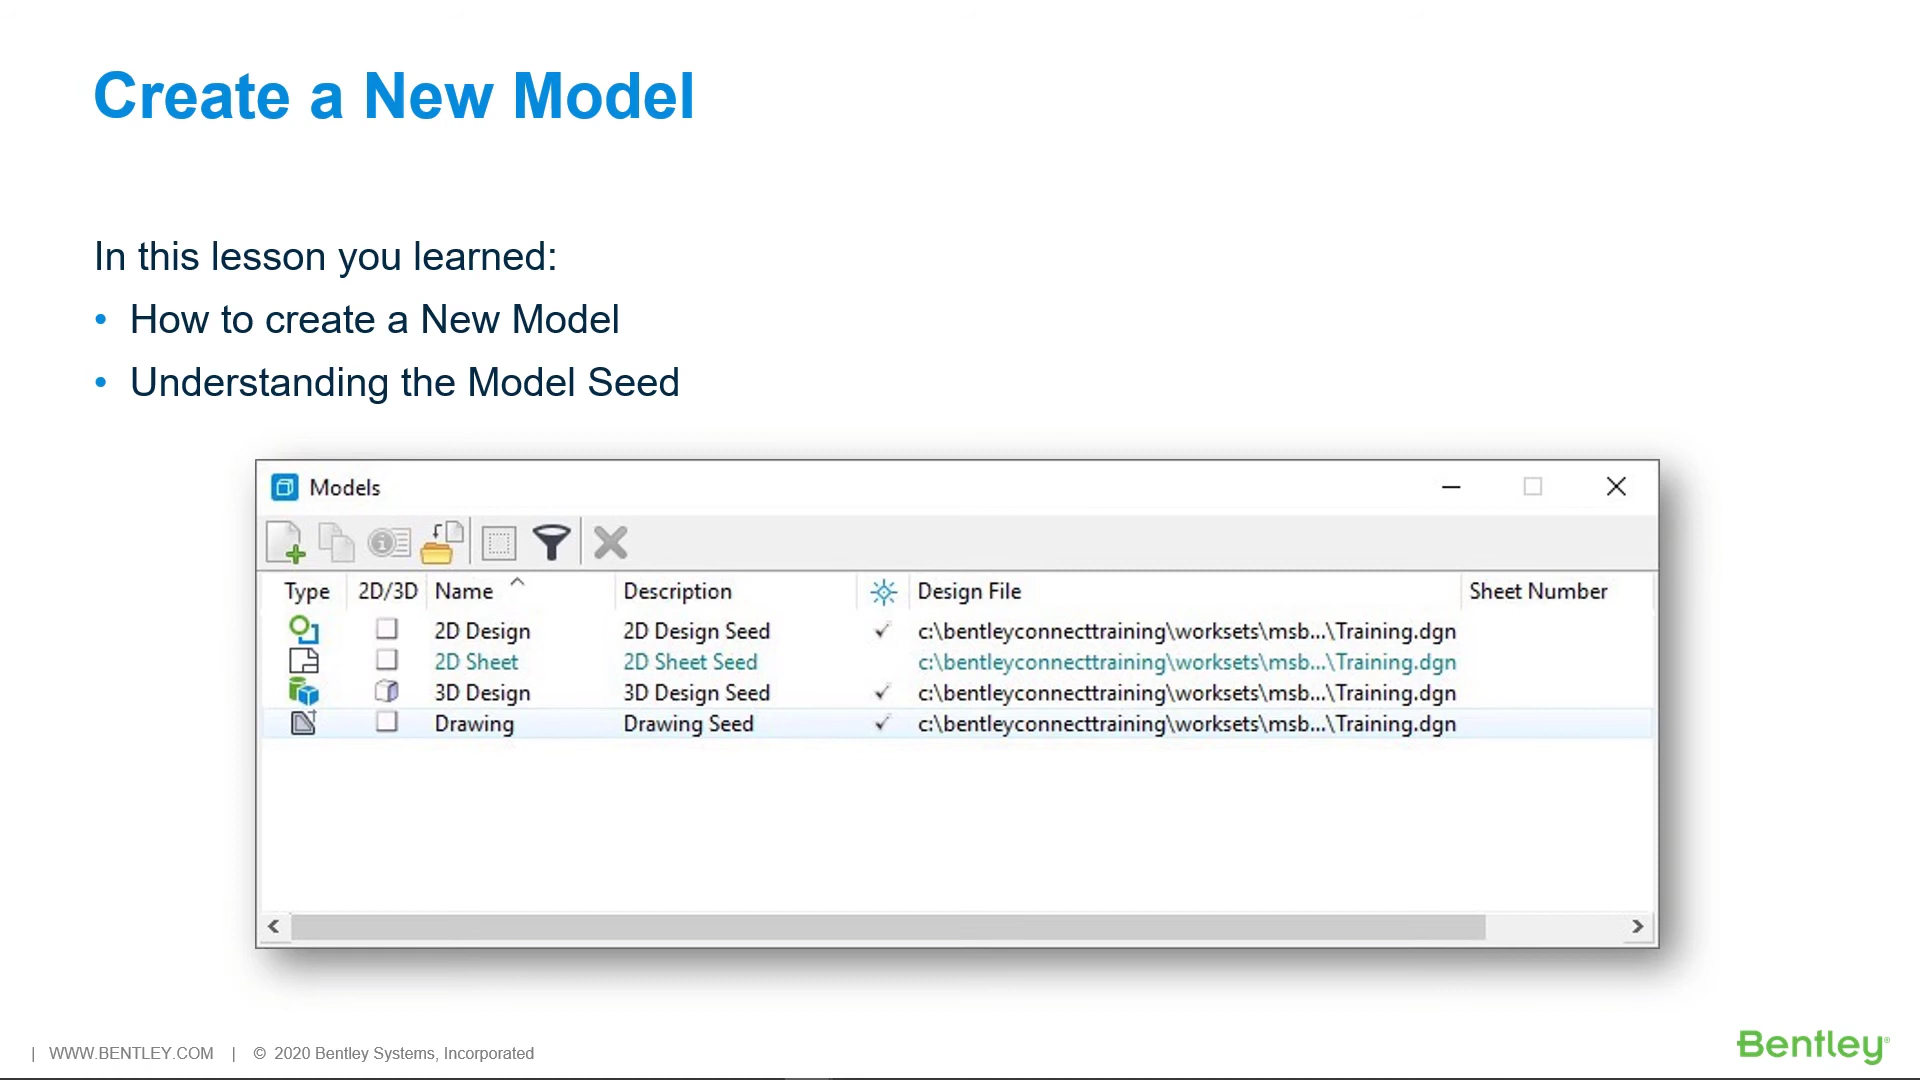 Create a New Model
In this lesson you learned:
• How to create a New Model
• Understanding the Model Seed
Models
Type 2D/3D Name Description Design File Sheet Number
2D Design 2D Design Seed ✓ c:\bentleyconnecttraining\worksets\msb...\Training.dgn
2D Sheet 2D Sheet Seed c:\bentleyconnecttraining\worksets\msb...\Training.dgn
3D Design 3D Design Seed ✓ c:\bentleyconnecttraining\worksets\msb...\Training.dgn
Drawing Drawing Seed ✓ c:\bentleyconnecttraining\worksets\msb...\Training.dgn
| WWW.BENTLEY.COM | © 2020 Bentley Systems, Incorporated
Bentley®